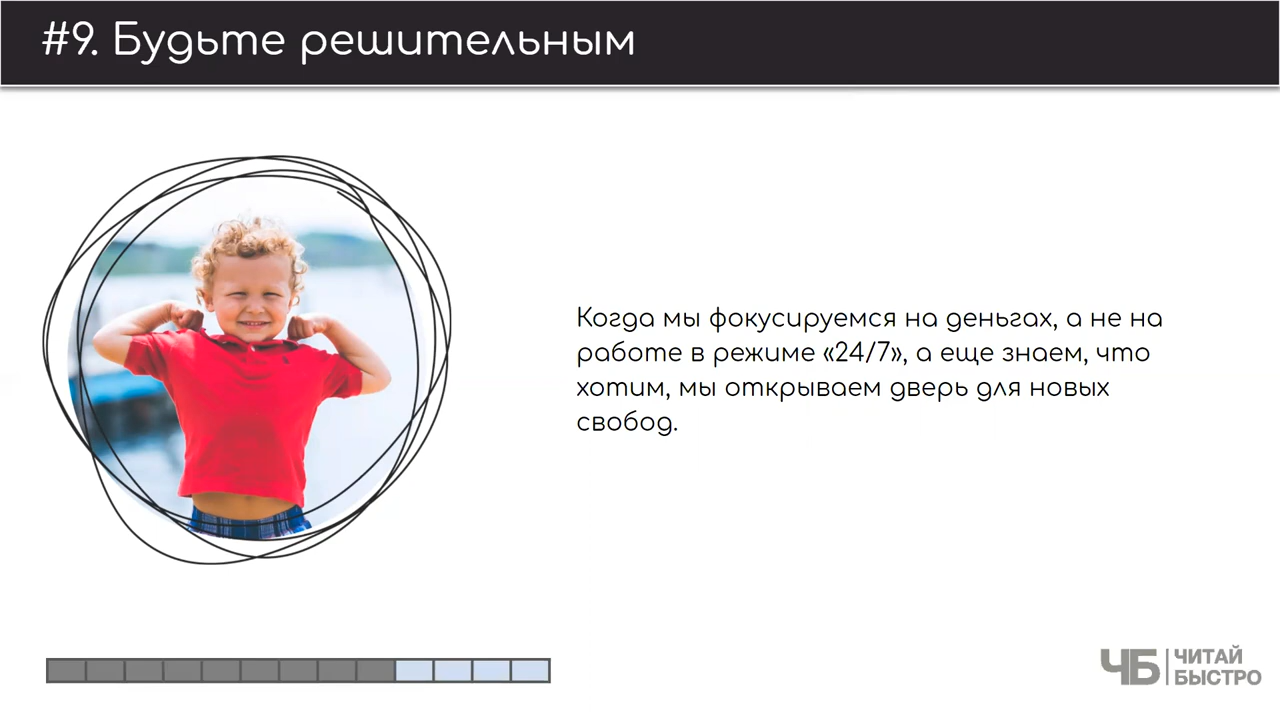 #9. Будьте решительным
Когда мы фокусируемся на деньгах, а не на
работе в режиме «24/7», а еще знаем, что
хотим, мы открываем дверь для новых
свобод.
ЧБ
ЧИТАЙ
БЫСТРО